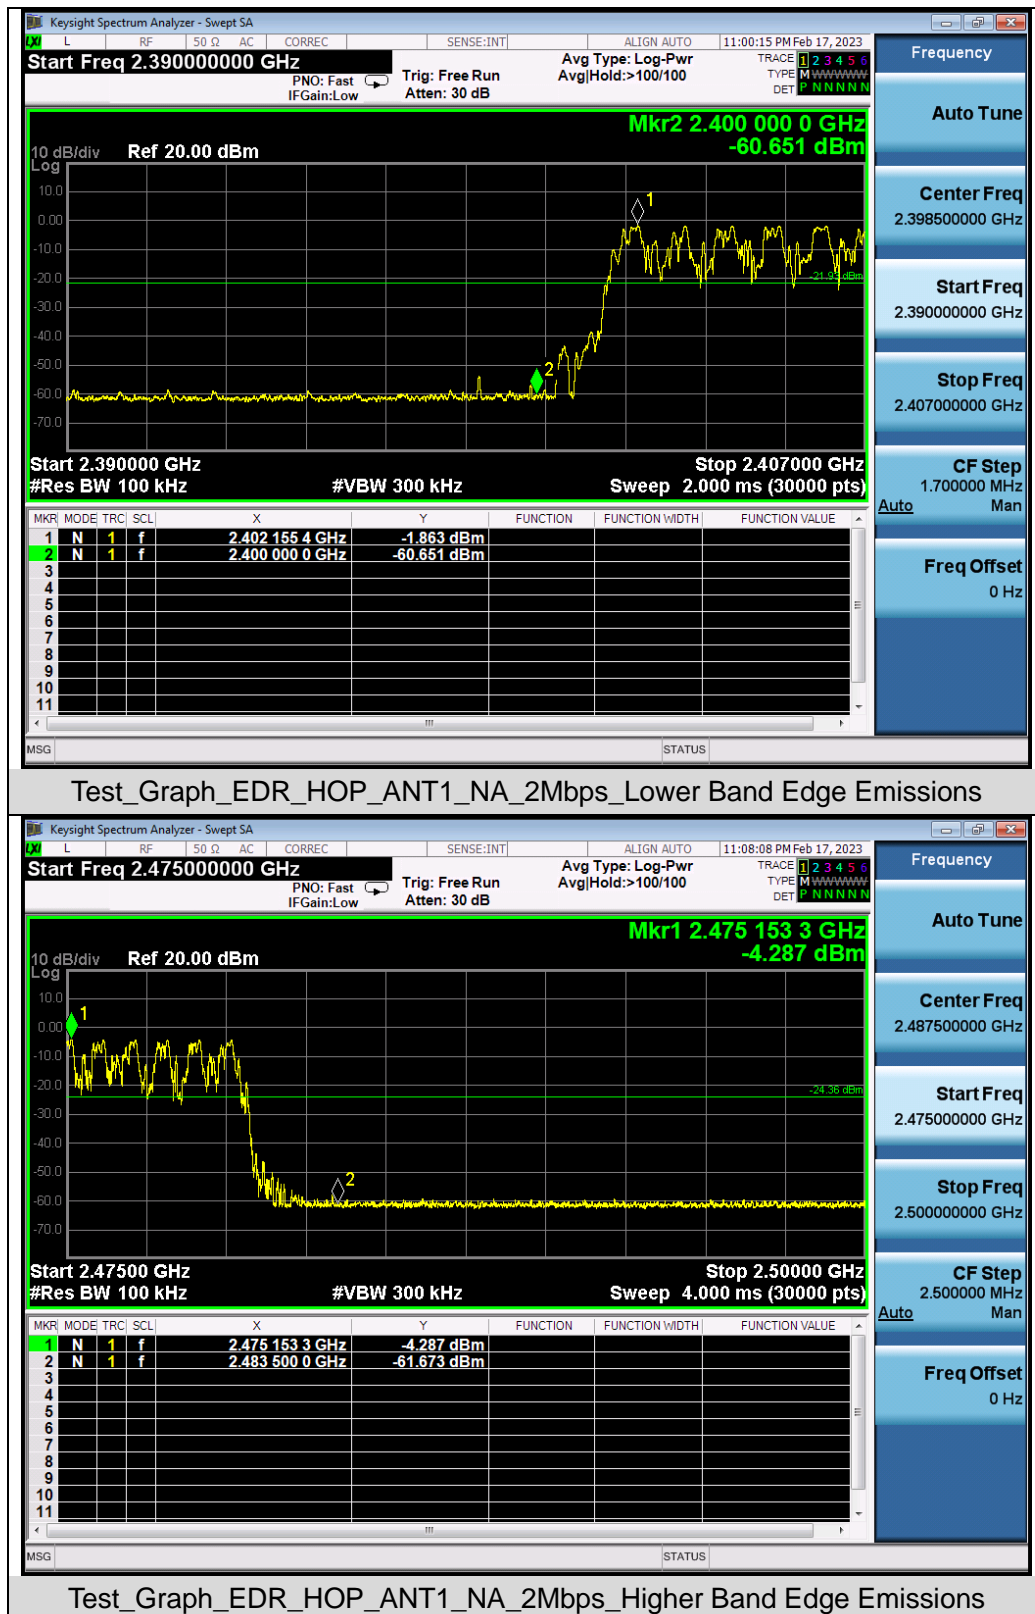 Keysight Spectrum Analyzer - Swept SA
LXI L RF 50 Ω AC CORREC SENSE:INT ALIGN AUTO 11:00:15 PM Feb 17, 2023
Start Freq 2.390000000 GHz
PNO: Fast
IFGain:Low
Trig: Free Run
Atten: 30 dB
Avg Type: Log-Pwr
Avg|Hold:>100/100
TRACE 1 2 3 4 5 6
TYPE M WWWWW
DET P N N N N N
Mkr2 2.400 000 0 GHz
-60.651 dBm
10 dB/div Ref 20.00 dBm
Log
10.0
0.00
-10.0
-20.0
-30.0
-40.0
-50.0
-60.0
-70.0
1
-21.93 dBm
2
Start 2.390000 GHz Stop 2.407000 GHz
#Res BW 100 kHz #VBW 300 kHz Sweep 2.000 ms (30000 pts)
MKR MODE TRC SCL X Y FUNCTION FUNCTION WIDTH FUNCTION VALUE
1 N 1 f 2.402 155 4 GHz -1.863 dBm
2 N 1 f 2.400 000 0 GHz -60.651 dBm
3
4
5
6
7
8
9
10
11
MSG STATUS
Frequency
Auto Tune
Center Freq
2.398500000 GHz
Start Freq
2.390000000 GHz
Stop Freq
2.407000000 GHz
CF Step
1.700000 MHz
Auto Man
Freq Offset
0 Hz
Test_Graph_EDR_HOP_ANT1_NA_2Mbps_Lower Band Edge Emissions
Keysight Spectrum Analyzer - Swept SA
LXI L RF 50 Ω AC CORREC SENSE:INT ALIGN AUTO 11:08:08 PM Feb 17, 2023
Start Freq 2.475000000 GHz
PNO: Fast
IFGain:Low
Trig: Free Run
Atten: 30 dB
Avg Type: Log-Pwr
Avg|Hold:>100/100
TRACE 1 2 3 4 5 6
TYPE M WWWWW
DET P N N N N N
Mkr1 2.475 153 3 GHz
-4.287 dBm
10 dB/div Ref 20.00 dBm
Log
10.0
0.00
-10.0
-20.0
-30.0
-40.0
-50.0
-60.0
-70.0
1
-24.36 dBm
2
Start 2.47500 GHz Stop 2.50000 GHz
#Res BW 100 kHz #VBW 300 kHz Sweep 4.000 ms (30000 pts)
MKR MODE TRC SCL X Y FUNCTION FUNCTION WIDTH FUNCTION VALUE
1 N 1 f 2.475 153 3 GHz -4.287 dBm
2 N 1 f 2.483 500 0 GHz -61.673 dBm
3
4
5
6
7
8
9
10
11
MSG STATUS
Frequency
Auto Tune
Center Freq
2.487500000 GHz
Start Freq
2.475000000 GHz
Stop Freq
2.500000000 GHz
CF Step
2.500000 MHz
Auto Man
Freq Offset
0 Hz
Test_Graph_EDR_HOP_ANT1_NA_2Mbps_Higher Band Edge Emissions